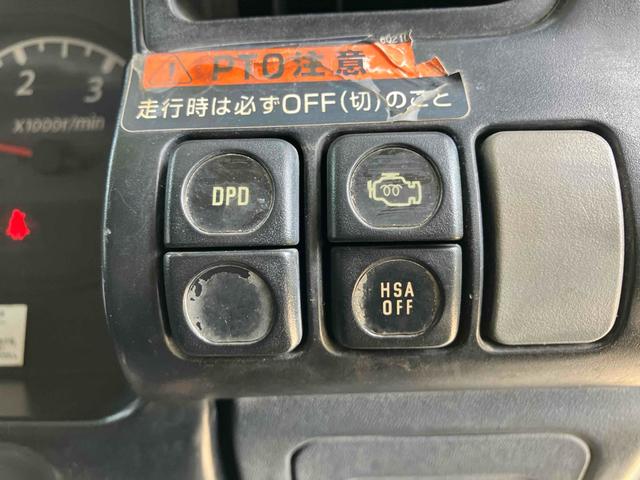 6021
PTO注意
走行時は必ずOFF(切)のこと
2 3
X1000r/min
DPD
HSA
OFF